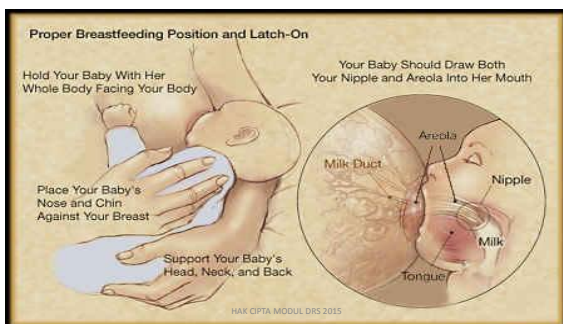 Proper Breastfeeding Position and Latch-On
Hold Your Baby With Her
Whole Body Facing Your Body
Place Your Baby's
Nose and Chin
Against Your Breast
Support Your Baby's
Head, Neck, and Back
Your Baby Should Draw Both
Your Nipple and Areola Into Her Mouth
Areola
Milk Duct
Nipple
Milk
Tongue
HAK CIPTA MODUL DRS 2015